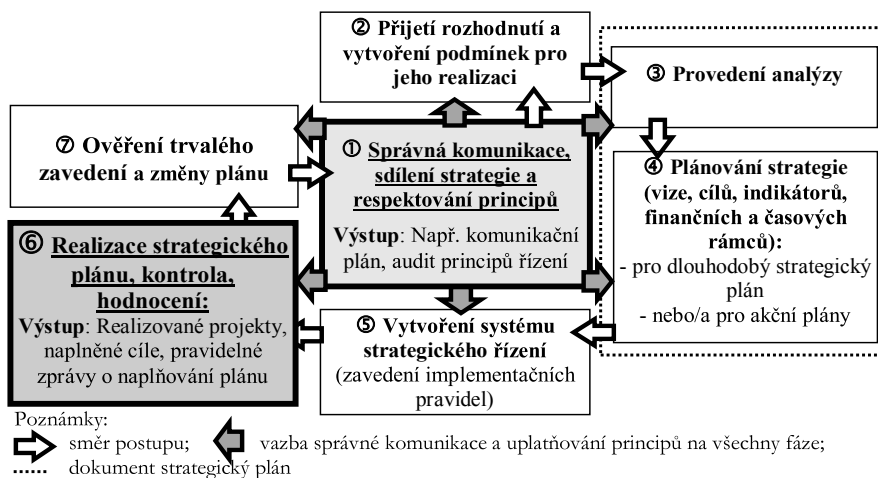 ② Přijetí rozhodnutí a
vytvoření podmínek pro
jeho realizaci
③ Provedení analýzy
⑦ Ověření trvalého
zavedení a změny plánu
① Správná komunikace,
sdílení strategie a
respektování principů
Výstup: Např. komunikační
plán, audit principů řízení
④ Plánování strategie
(vize, cílů, indikátorů,
finančních a časových
rámců):
- pro dlouhodobý strategický
plán
- nebo/a pro akční plány
⑥ Realizace strategického
plánu, kontrola,
hodnocení:
Výstup: Realizované projekty,
naplněné cíle, pravidelné
zprávy o naplňování plánu
⑤ Vytvoření systému
strategického řízení
(zavedení implementačních
pravidel)
Poznámky:
směr postupu; vazba správné komunikace a uplatňování principů na všechny fáze;
dokument strategický plán